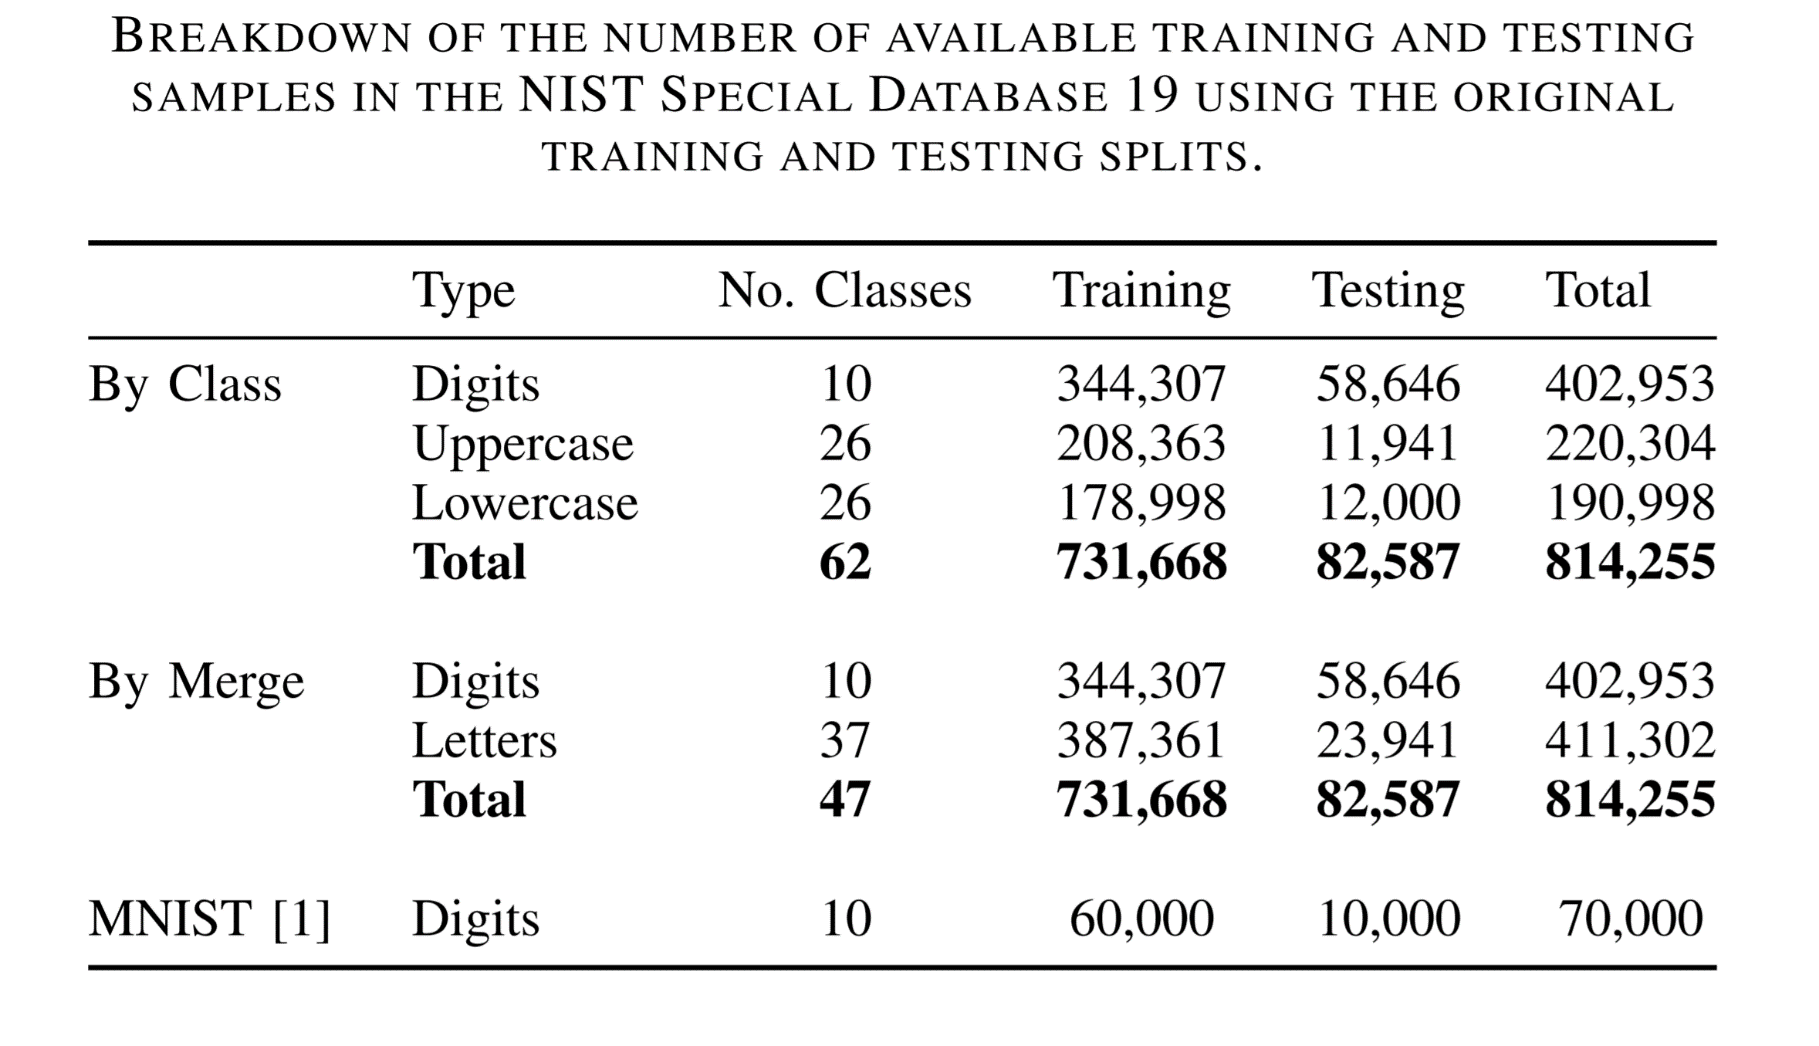 BREAKDOWN OF THE NUMBER OF AVAILABLE TRAINING AND TESTING
SAMPLES IN THE NIST SPECIAL DATABASE 19 USING THE ORIGINAL
TRAINING AND TESTING SPLITS.
Type No. Classes Training Testing Total
By Class Digits 10 344,307 58,646 402,953
Uppercase 26 208,363 11,941 220,304
Lowercase 26 178,998 12,000 190,998
Total 62 731,668 82,587 814,255
By Merge Digits 10 344,307 58,646 402,953
Letters 37 387,361 23,941 411,302
Total 47 731,668 82,587 814,255
MNIST [1] Digits 10 60,000 10,000 70,000